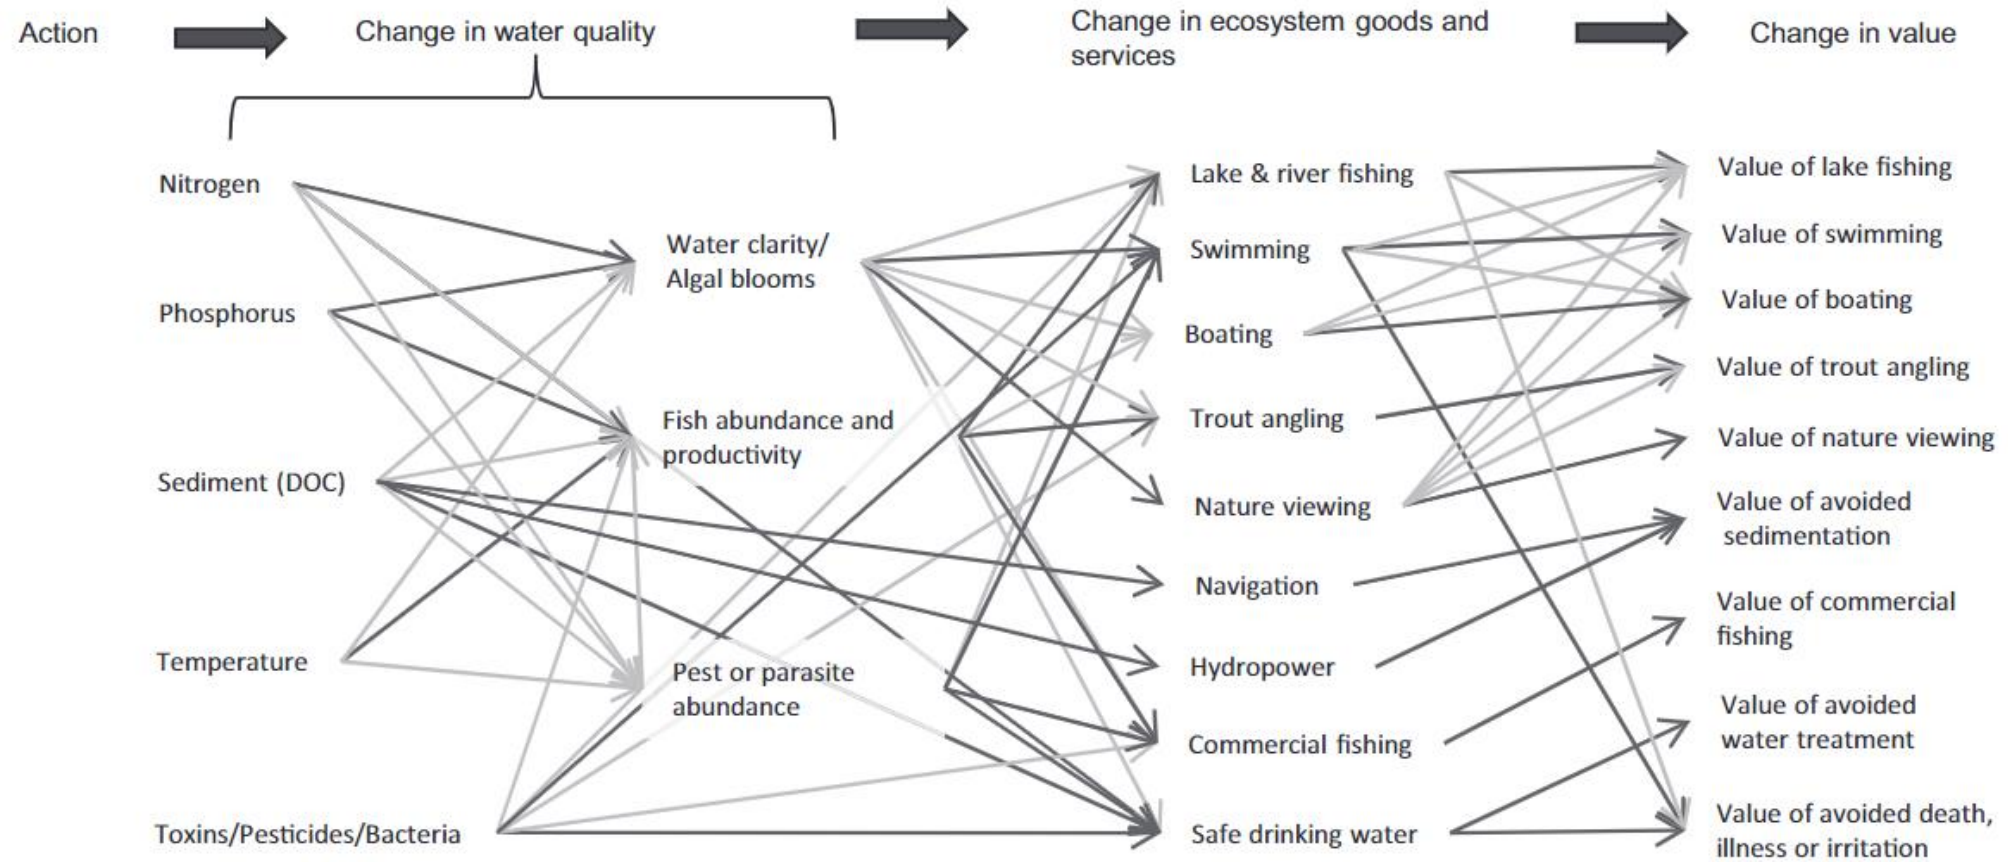 Action
Change in water quality
Change in ecosystem goods and
services
Change in value
Nitrogen
Phosphorus
Sediment (DOC)
Temperature
Toxins/Pesticides/Bacteria
Water clarity/
Algal blooms
Fish abundance and
productivity
Pest or parasite
abundance
Lake & river fishing
Swimming
Boating
Trout angling
Nature viewing
Navigation
Hydropower
Commercial fishing
Safe drinking water
Value of lake fishing
Value of swimming
Value of boating
Value of trout angling
Value of nature viewing
Value of avoided
sedimentation
Value of commercial
fishing
Value of avoided
water treatment
Value of avoided death,
illness or irritation